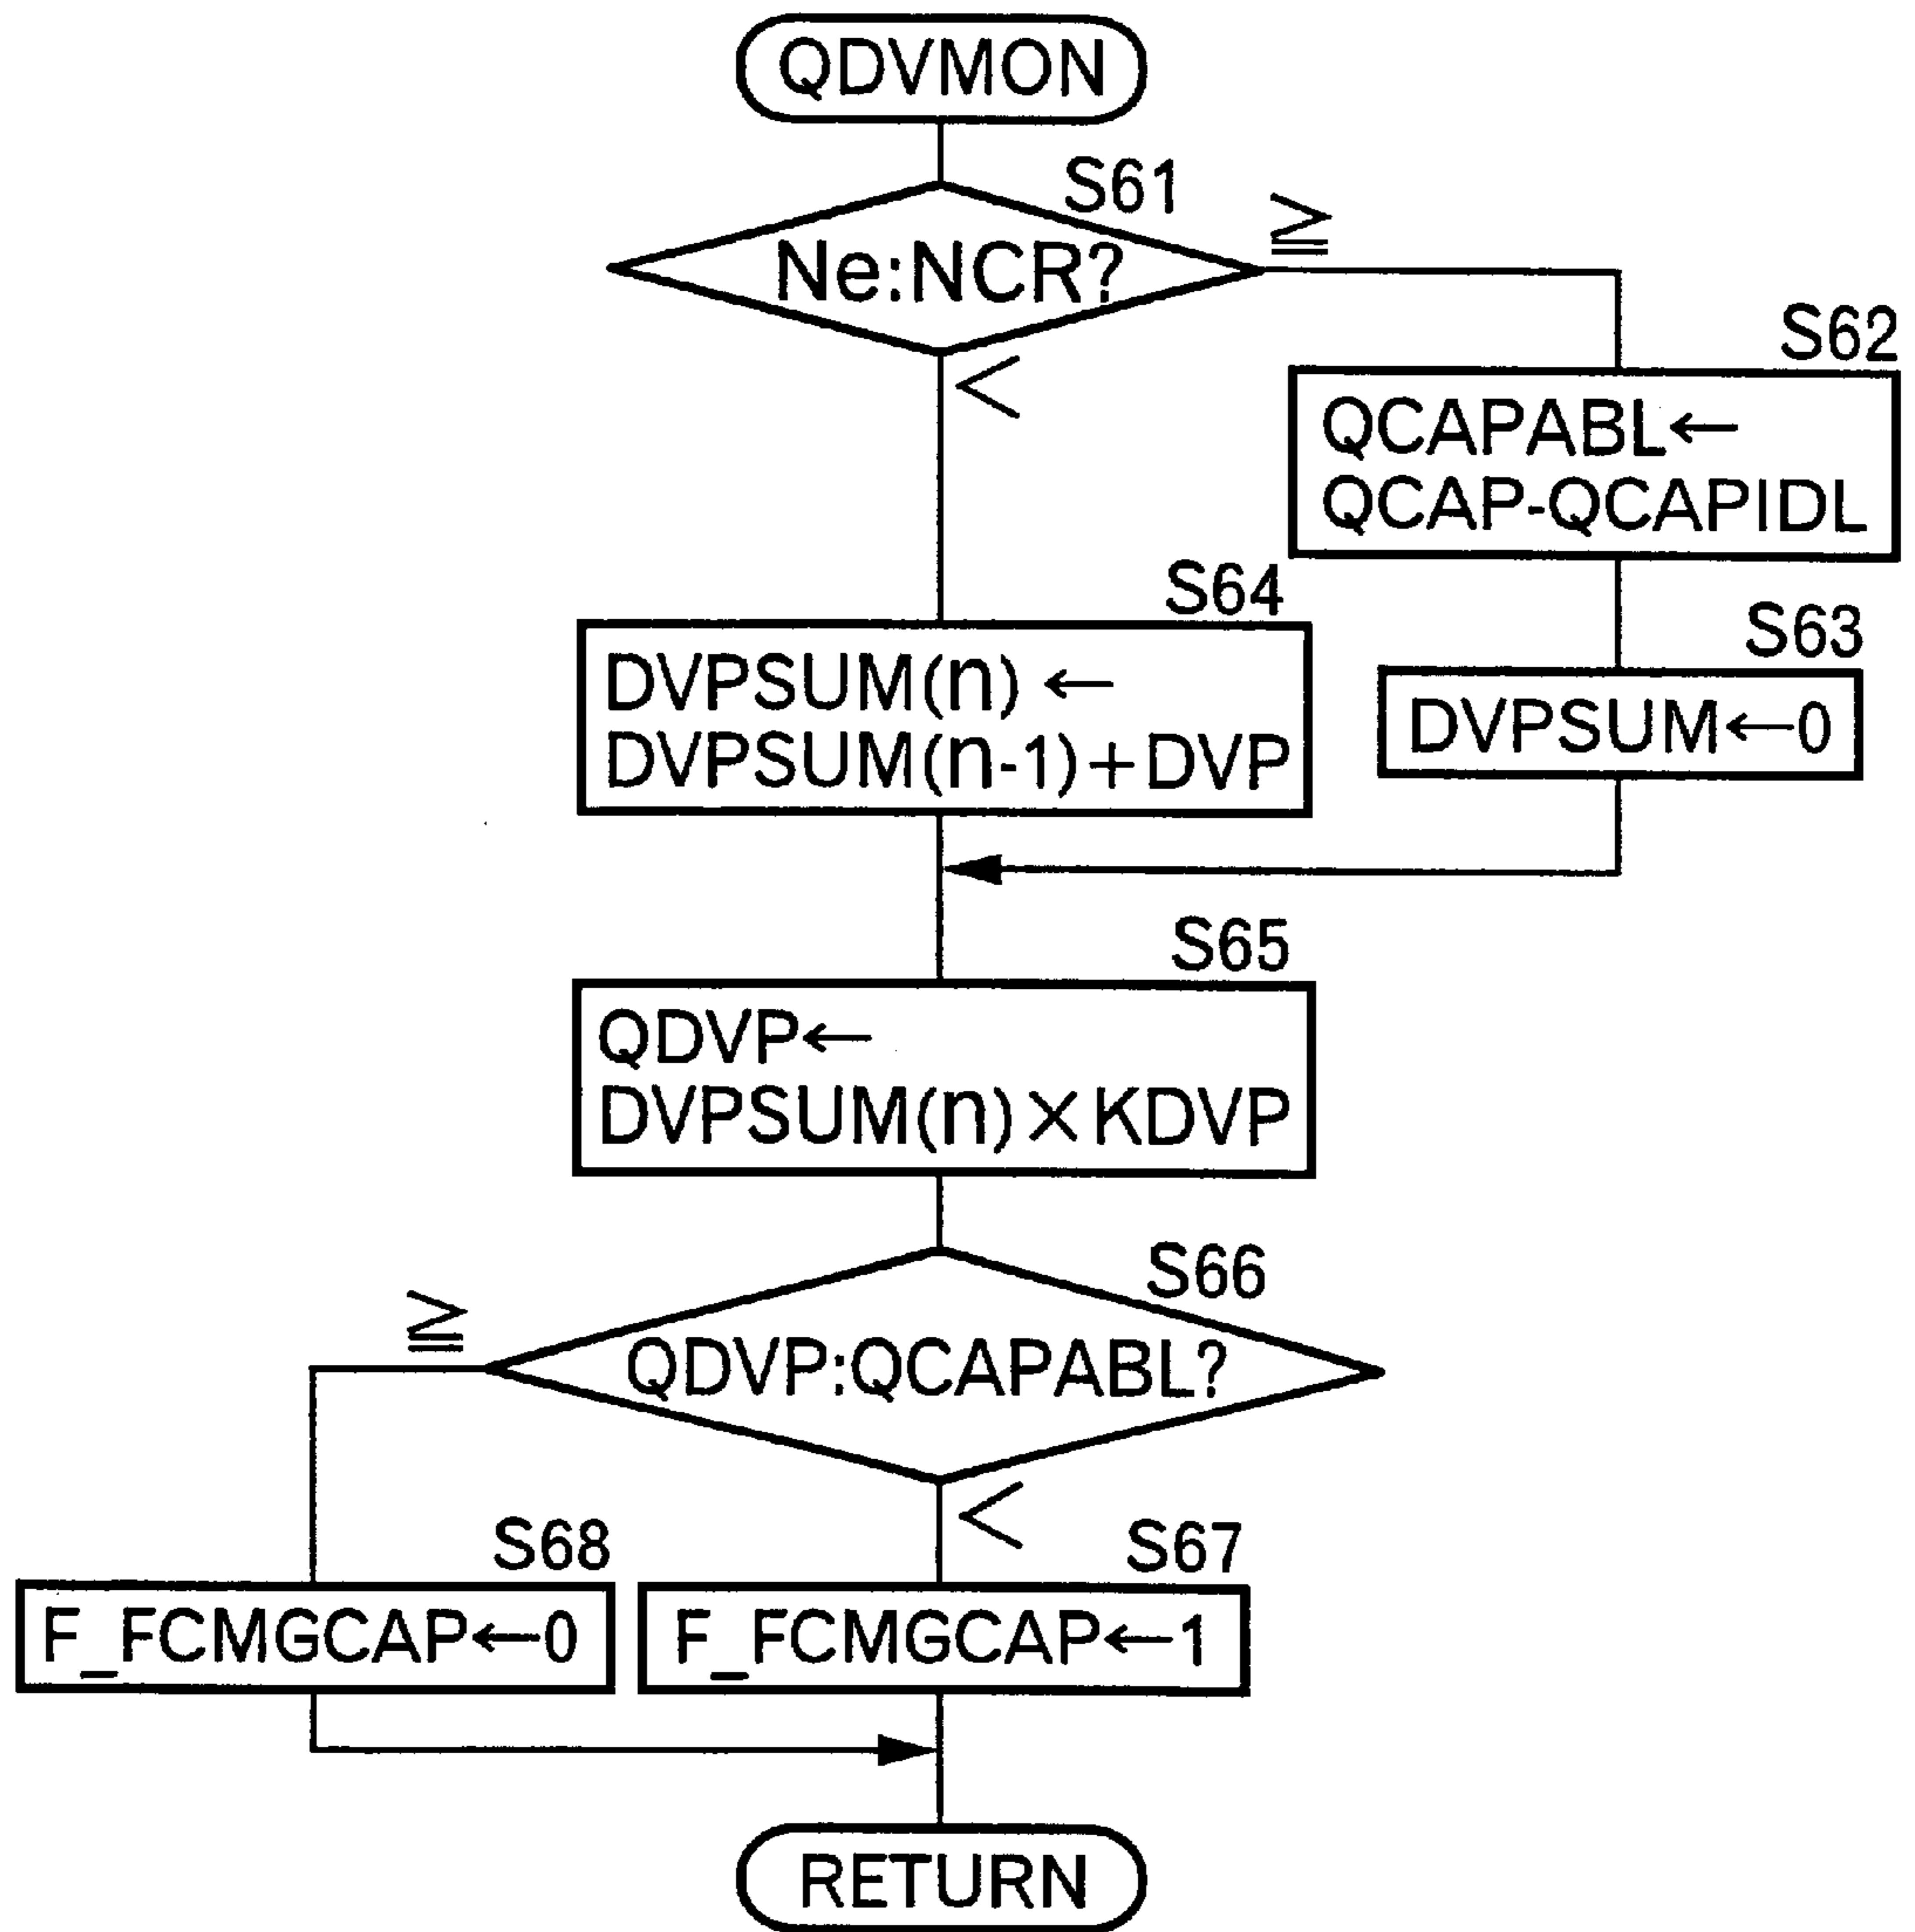 QDVMON
S61
Ne:NCR?
≧
<
S62
QCAPABL←
QCAP-QCAPIDL
S64
DVPSUM(n)←
DVPSUM(n-1)+DVP
S63
DVPSUM←0
S65
QDVP←
DVPSUM(n)×KDVP
S66
QDVP:QCAPABL?
≧
<
S68
F_FCMGCAP←0
S67
F_FCMGCAP←1
RETURN